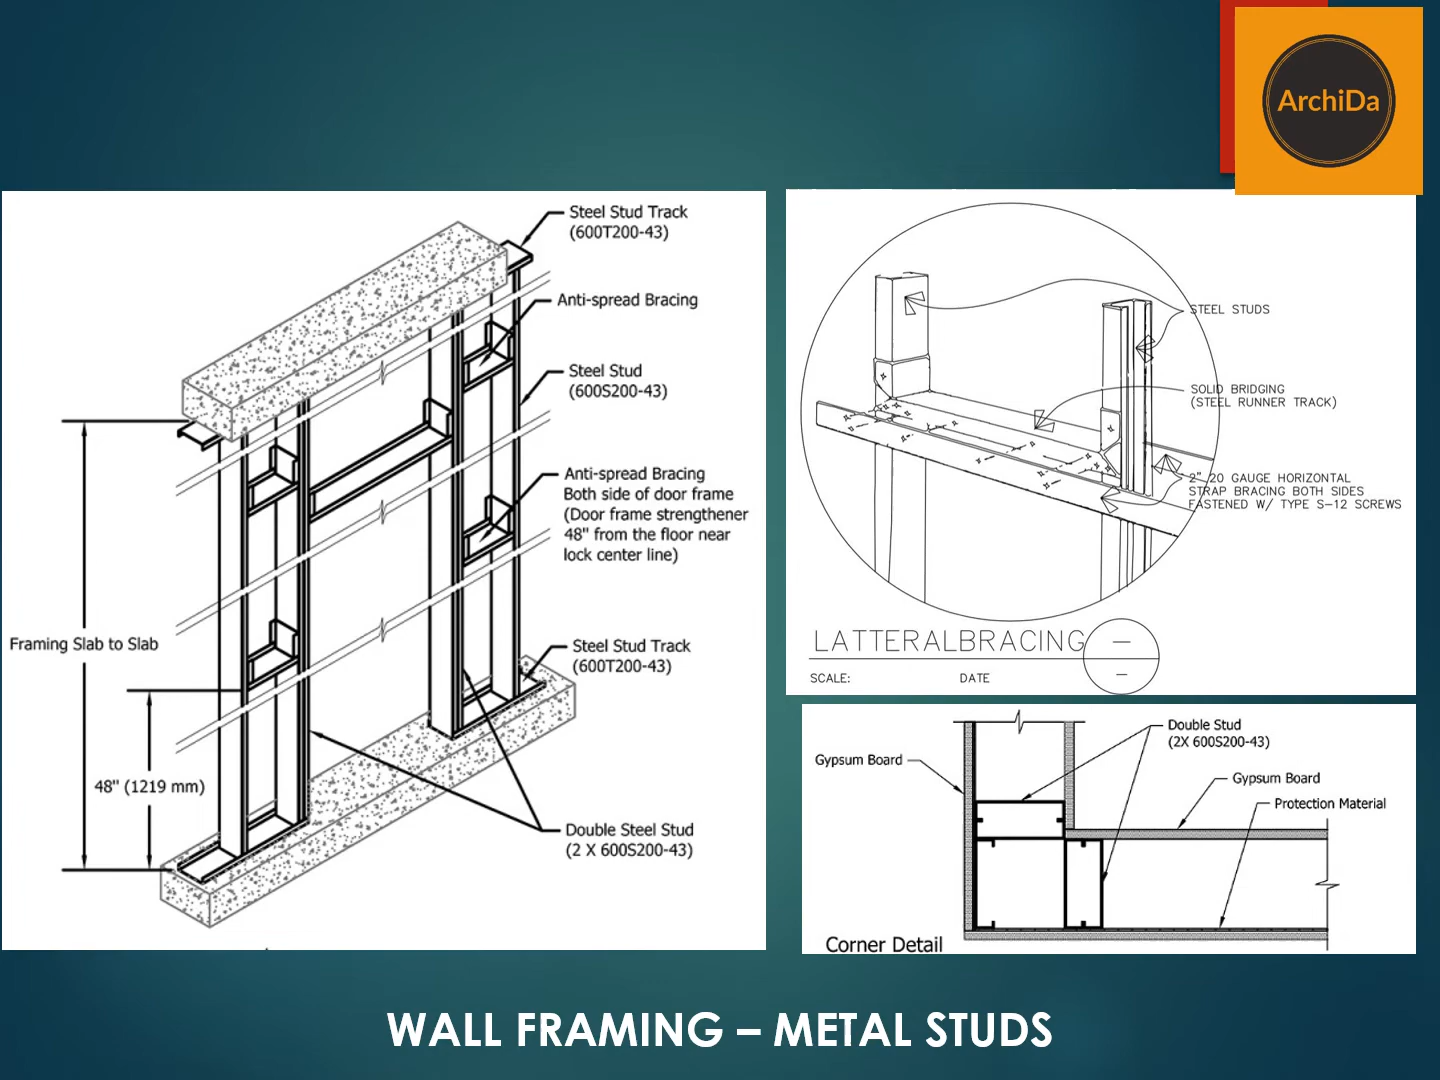 ArchiDa
Steel Stud Track
(600T200-43)
Anti-spread Bracing
Steel Stud
(600S200-43)
Anti-spread Bracing
Both side of door frame
(Door frame strengthener
48" from the floor near
lock center line)
Framing Slab to Slab
Steel Stud Track
(600T200-43)
48" (1219 mm)
Double Steel Stud
(2 X 600S200-43)
STEEL STUDS
SOLID BRIDGING
(STEEL RUNNER TRACK)
2" 20 GAUGE HORIZONTAL
STRAP BRACING BOTH SIDES
FASTENED W/ TYPE S-12 SCREWS
LATTERALBRACING
SCALE:
DATE
Double Stud
(2X 600S200-43)
Gypsum Board
Gypsum Board
Protection Material
Corner Detail
WALL FRAMING – METAL STUDS